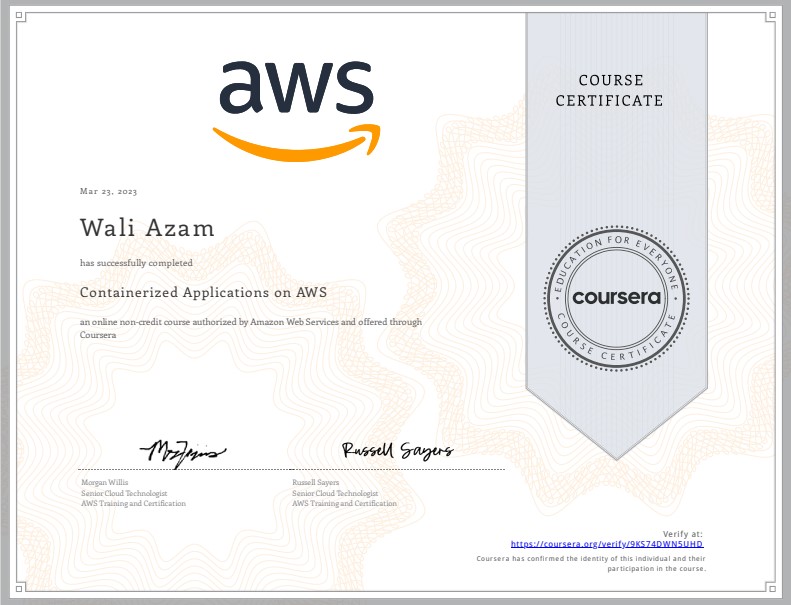 aws
COURSE
CERTIFICATE
Mar 23, 2023
Wali Azam
has successfully completed
Containerized Applications on AWS
an online non-credit course authorized by Amazon Web Services and offered through
Coursera
EDUCATION FOR EVERYONE
coursera
COURSE CERTIFICATE
Russell Sayers
Morgan Willis
Senior Cloud Technologist
AWS Training and Certification
Russell Sayers
Senior Cloud Technologist
AWS Training and Certification
Verify at:
https://coursera.org/verify/9KS74DWN5UHD
Coursera has confirmed the identity of this individual and their
participation in the course.